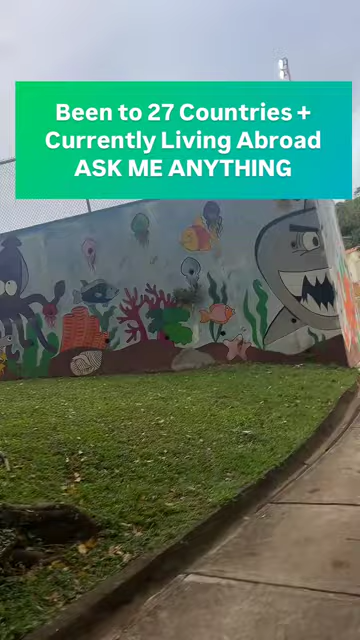 Been to 27 Countries +
Currently Living Abroad
ASK ME ANYTHING